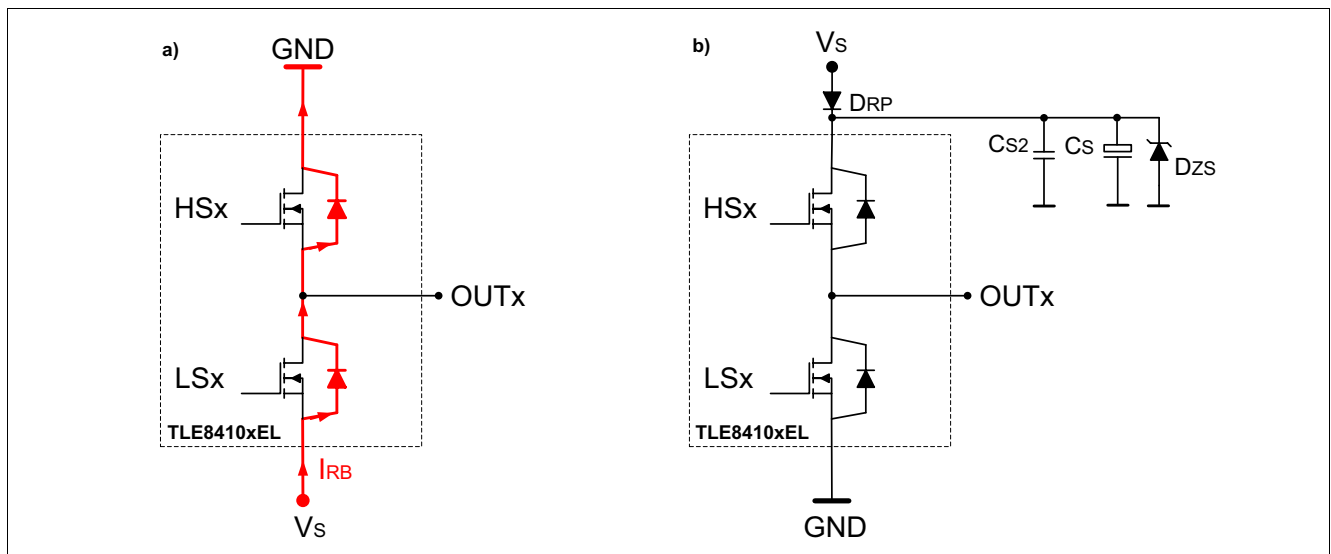 a)
GND
HSx
OUTx
LSx
TLE8410xEL
IRB
VS
b)
VS
DRP
CS2
CS
DZS
HSx
OUTx
LSx
TLE8410xEL
GND